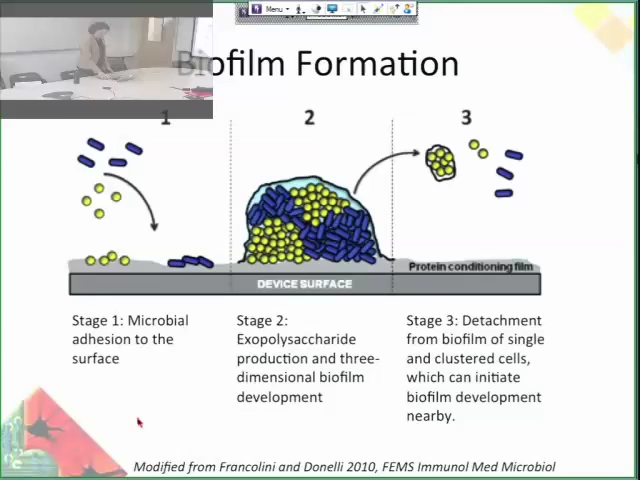 Menu
Biofilm Formation
1
2
3
Protein conditioning film
DEVICE SURFACE
Stage 1: Microbial
adhesion to the
surface
Stage 2:
Exopolysaccharide
production and three-
dimensional biofilm
development
Stage 3: Detachment
from biofilm of single
and clustered cells,
which can initiate
biofilm development
nearby.
Modified from Francolini and Donelli 2010, FEMS Immunol Med Microbiol